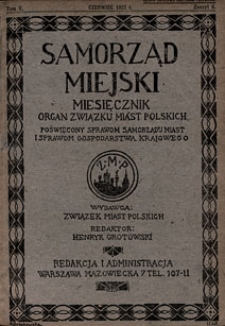 Tom V. CZERWIEC 1925 r. Zeszyt 6.
SAMORZĄD
MIEJSKI
MIESIĘCZNIK
ORGAN ZWIĄZKU MIAST POLSKICH,
POŚWIĘCONY SPRAWOM SAMORZĄDU MIAST
I SPRAWOM GOSPODARSTWA KRAJOWEGO
Z·M·P
WYDAWCA:
ZWIĄZEK MIAST POLSKICH
REDAKTOR:
HENRYK GROTOWSKI
REDAKCJA I ADMINISTRACJA
WARSZAWA MAZOWIECKA 7 TEL. 107-11